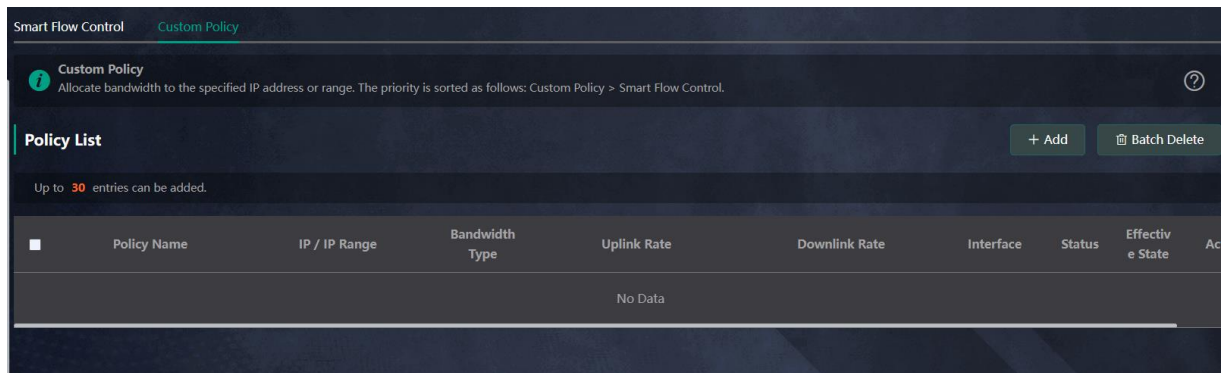 Smart Flow Control Custom Policy
Custom Policy
Allocate bandwidth to the specified IP address or range. The priority is sorted as follows: Custom Policy > Smart Flow Control.
Policy List
+ Add
Batch Delete
Up to 30 entries can be added.
Policy Name
IP / IP Range
Bandwidth
Type
Uplink Rate
Downlink Rate
Interface
Status
Effectiv
e State
Ac
No Data